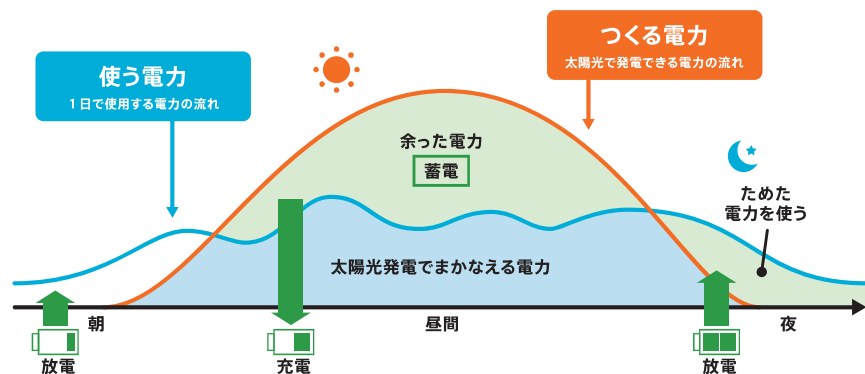 使う電力
1日で使用する電力の流れ
つくる電力
太陽光で発電できる電力の流れ
余った電力
蓄電
ためた
電力を使う
太陽光発電でまかなえる電力
朝
昼間
夜
放電
充電
放電